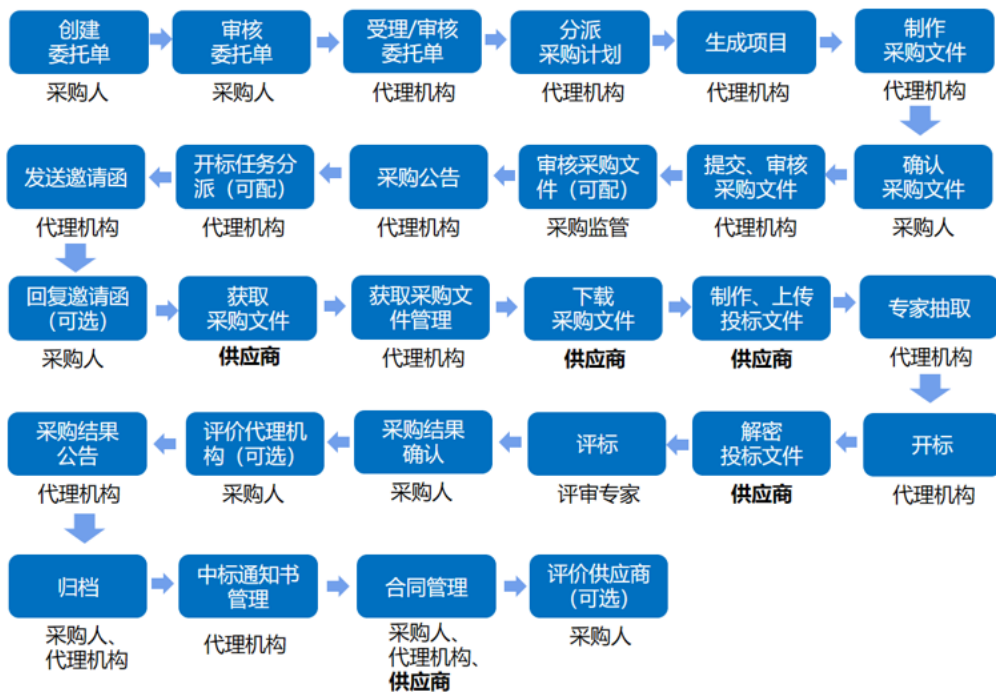 创建
委托单
采购人
审核
委托单
采购人
受理/审核
委托单
代理机构
分派
采购计划
代理机构
生成项目
代理机构
制作
采购文件
代理机构
确认
采购文件
采购人
提交、审核
采购文件
代理机构
审核采购文
件（可配）
采购监管
采购公告
代理机构
开标任务分
派（可配）
代理机构
发送邀请函
代理机构
回复邀请函
（可选）
采购人
获取
采购文件
供应商
获取采购文
件管理
代理机构
下载
采购文件
供应商
制作、上传
投标文件
供应商
专家抽取
代理机构
开标
代理机构
解密
投标文件
供应商
评标
评审专家
采购结果
确认
采购人
评价代理机
构（可选）
采购人
采购结果
公告
代理机构
归档
采购人、
代理机构
中标通知书
管理
代理机构
合同管理
采购人、
代理机构、
供应商
评价供应商
（可选）
采购人